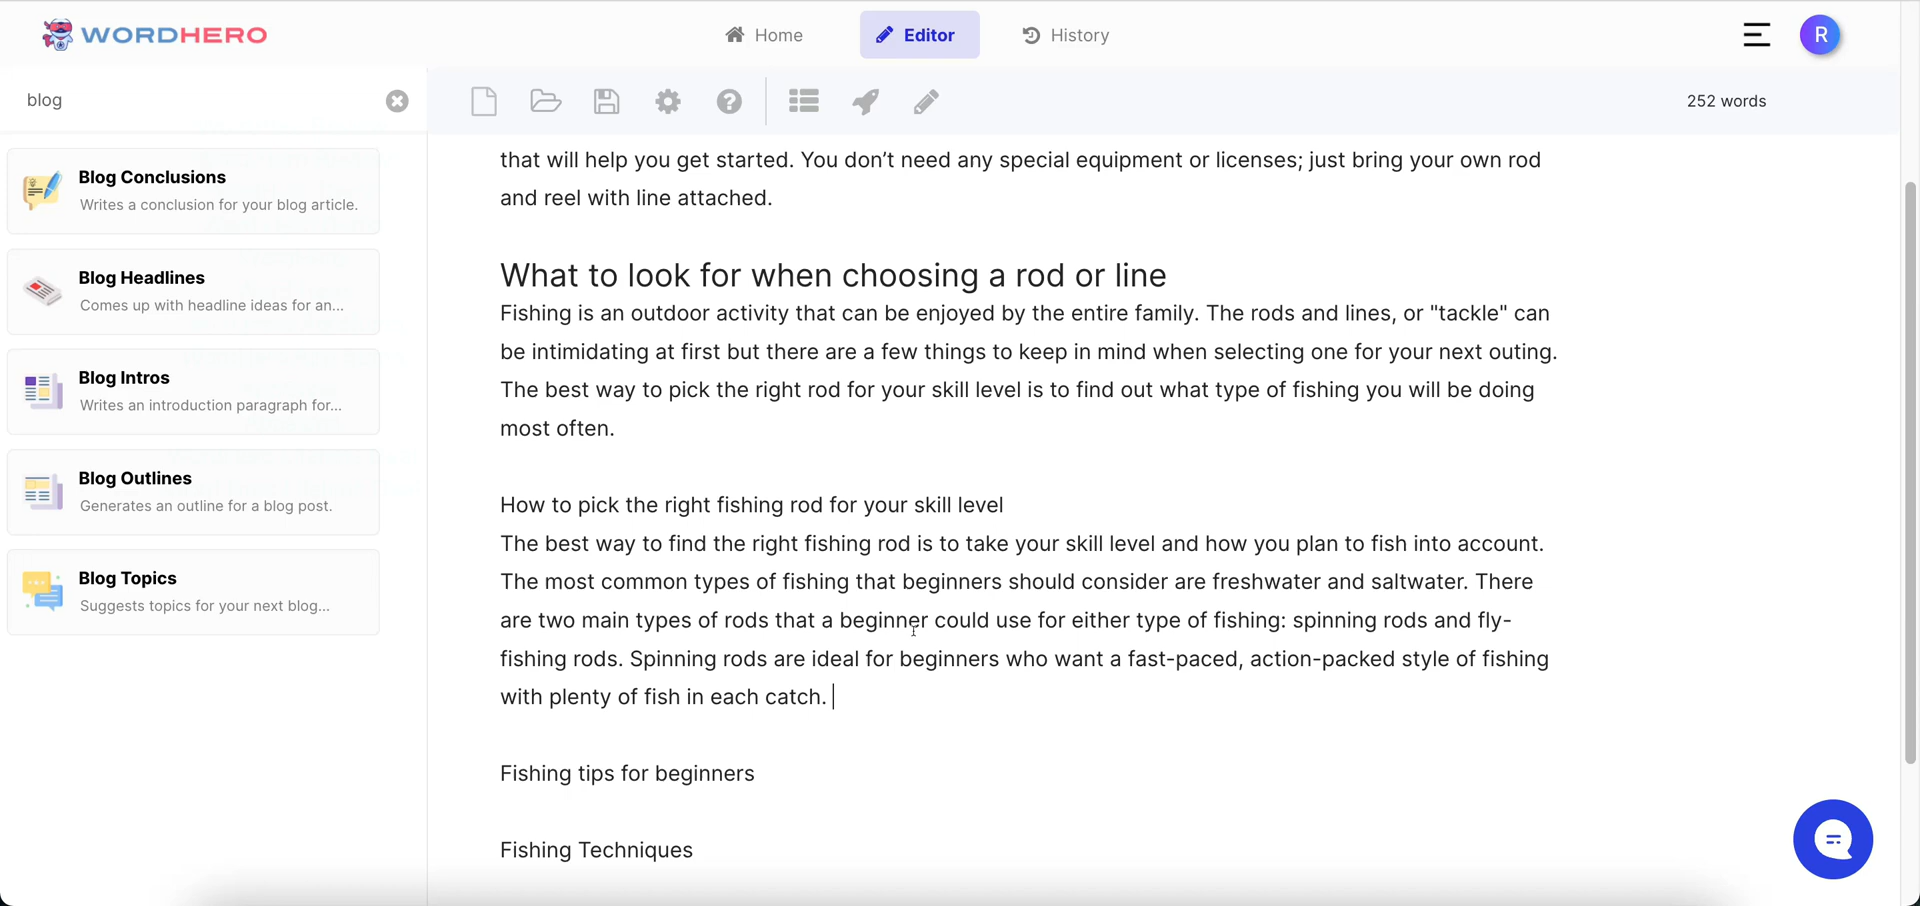 WORDHERO
Home
Editor
History
R
blog
252 words
Blog Conclusions
Writes a conclusion for your blog article.
Blog Headlines
Comes up with headline ideas for an...
Blog Intros
Writes an introduction paragraph for...
Blog Outlines
Generates an outline for a blog post.
Blog Topics
Suggests topics for your next blog...
that will help you get started. You don’t need any special equipment or licenses; just bring your own rod
and reel with line attached.
What to look for when choosing a rod or line
Fishing is an outdoor activity that can be enjoyed by the entire family. The rods and lines, or "tackle" can
be intimidating at first but there are a few things to keep in mind when selecting one for your next outing.
The best way to pick the right rod for your skill level is to find out what type of fishing you will be doing
most often.
How to pick the right fishing rod for your skill level
The best way to find the right fishing rod is to take your skill level and how you plan to fish into account.
The most common types of fishing that beginners should consider are freshwater and saltwater. There
are two main types of rods that a beginner could use for either type of fishing: spinning rods and fly-
fishing rods. Spinning rods are ideal for beginners who want a fast-paced, action-packed style of fishing
with plenty of fish in each catch.
Fishing tips for beginners
Fishing Techniques